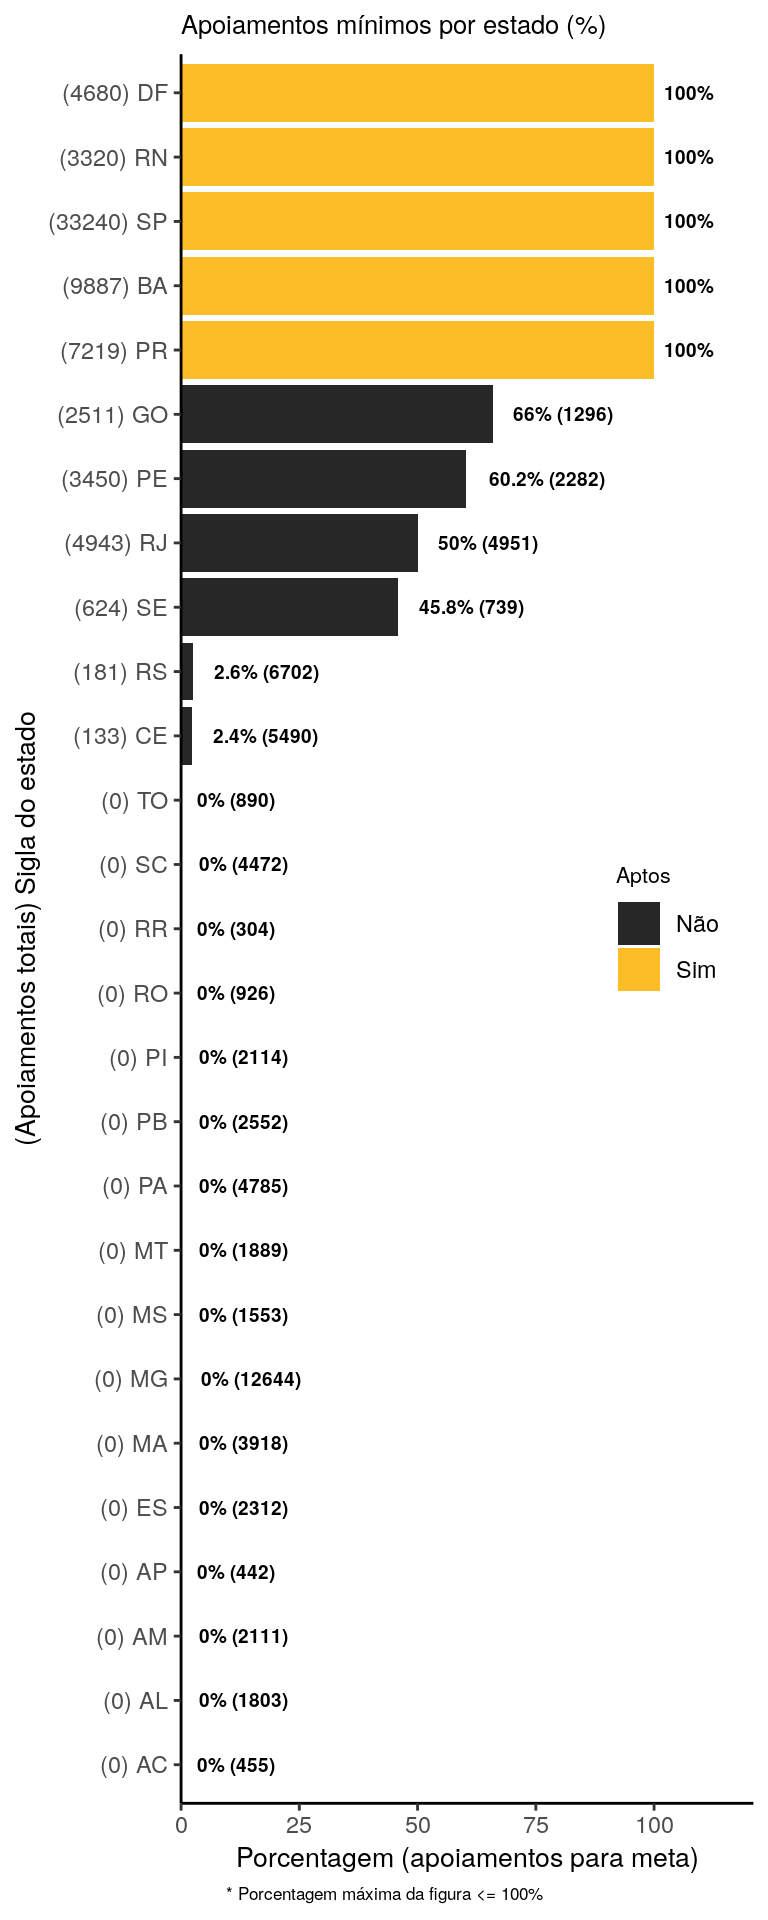 Apoiamentos mínimos por estado (%)
(4680) DF 100%
(3320) RN 100%
(33240) SP 100%
(9887) BA 100%
(7219) PR 100%
(2511) GO 66% (1296)
(3450) PE 60.2% (2282)
(4943) RJ 50% (4951)
(624) SE 45.8% (739)
(181) RS 2.6% (6702)
(133) CE 2.4% (5490)
(0) TO 0% (890)
(0) SC 0% (4472)
(0) RR 0% (304)
(0) RO 0% (926)
(0) PI 0% (2114)
(0) PB 0% (2552)
(0) PA 0% (4785)
(0) MT 0% (1889)
(0) MS 0% (1553)
(0) MG 0% (12644)
(0) MA 0% (3918)
(0) ES 0% (2312)
(0) AP 0% (442)
(0) AM 0% (2111)
(0) AL 0% (1803)
(0) AC 0% (455)
(Apoiamentos totais) Sigla do estado
Aptos
Não
Sim
0 25 50 75 100
Porcentagem (apoiamentos para meta)
* Porcentagem máxima da figura <= 100%